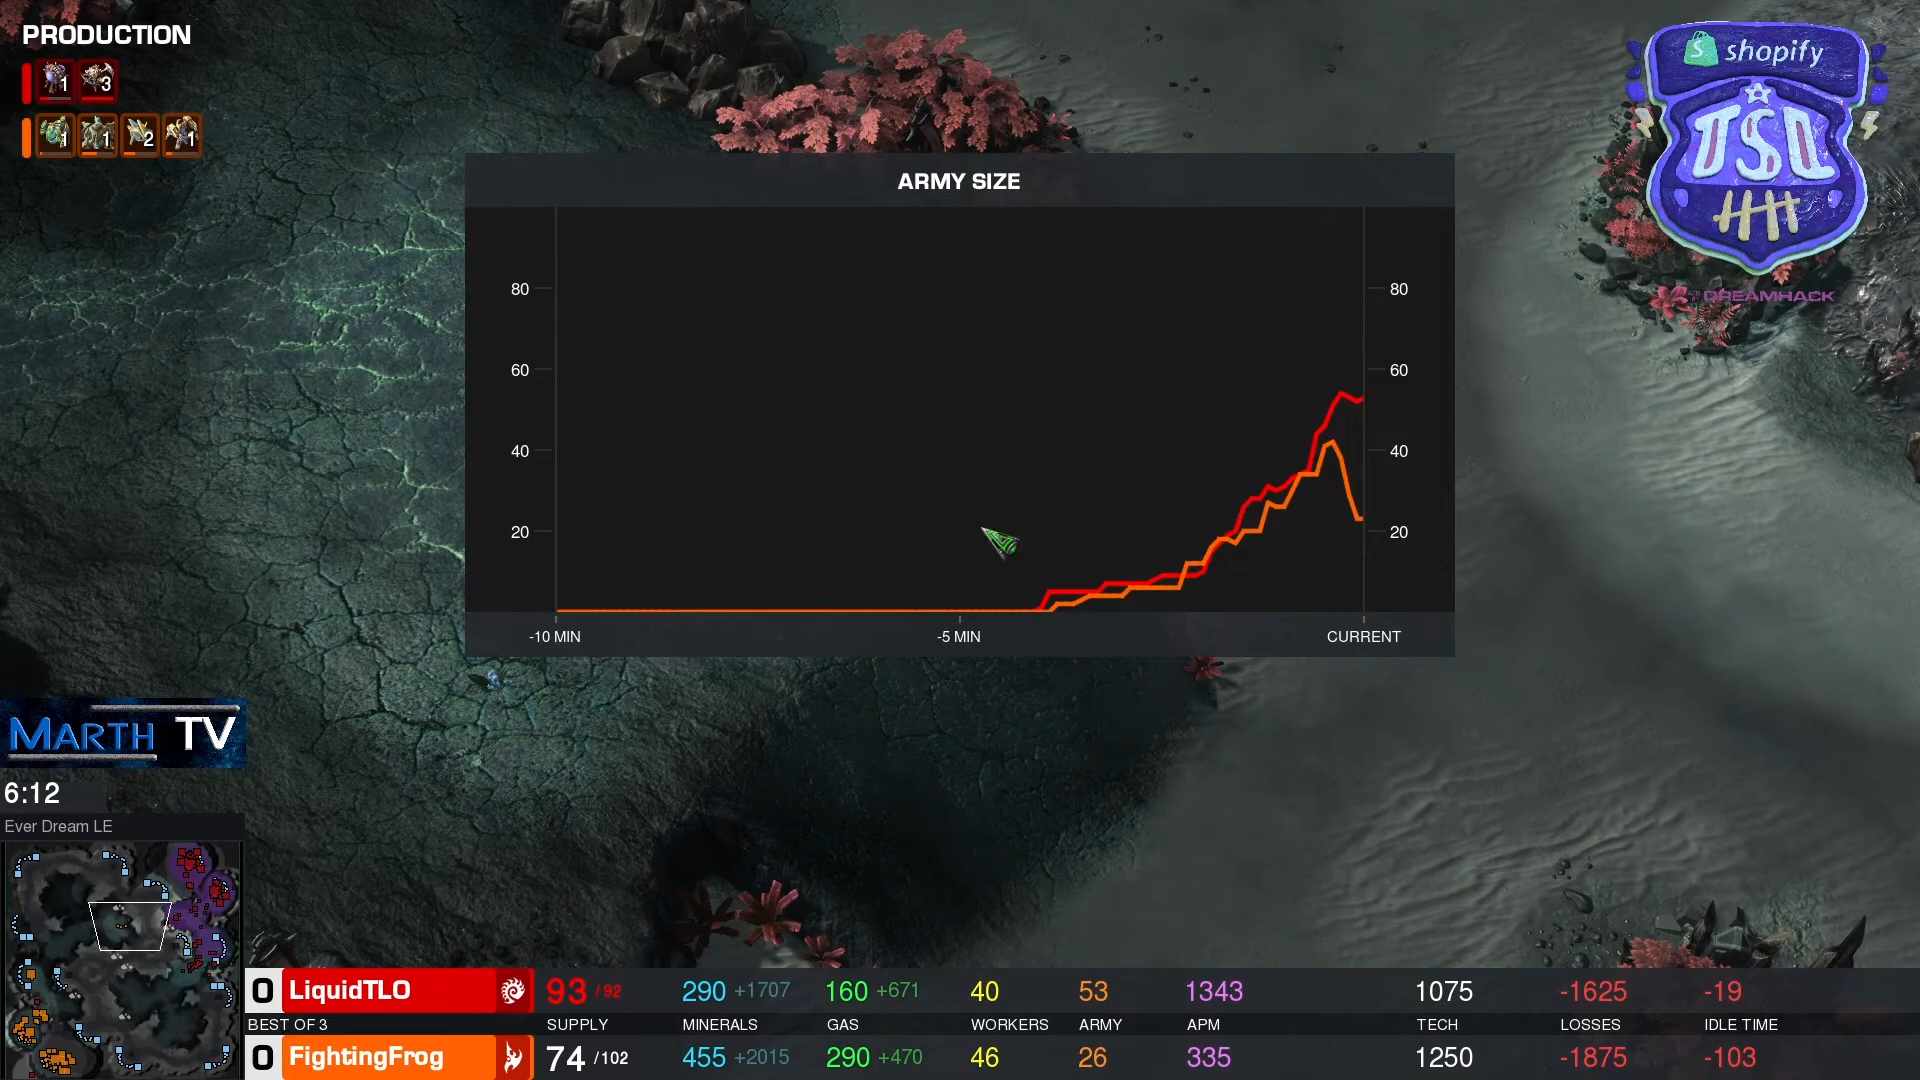 PRODUCTION
1 3
1 1 2 1
shopify
TSL
DREAMHACK
ARMY SIZE
80 80
60 60
40 40
20 20
-10 MIN -5 MIN CURRENT
MARTH TV
6:12
Ever Dream LE
0 LiquidTLO 93 / 92 290 +1707 160 +671 40 53 1343 1075 -1625 -19
BEST OF 3 SUPPLY MINERALS GAS WORKERS ARMY APM TECH LOSSES IDLE TIME
0 FightingFrog 74 /102 455 +2015 290 +470 46 26 335 1250 -1875 -103